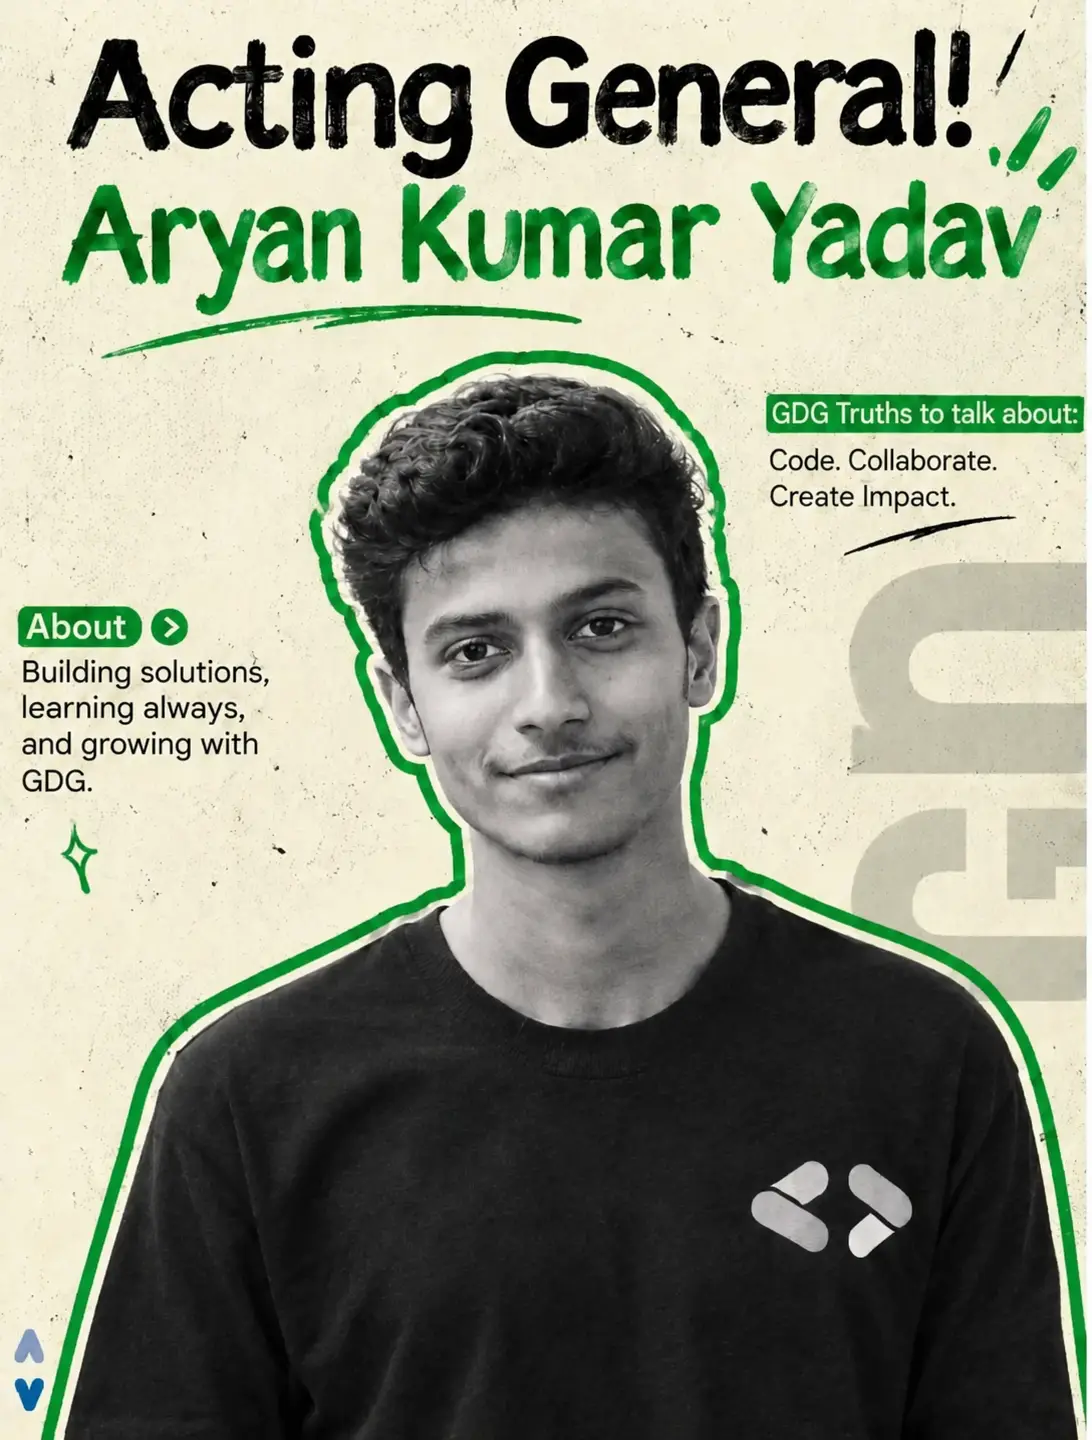 Acting General!
Aryan Kumar Yadav
GDG Truths to talk about:
Code. Collaborate.
Create Impact.
About
Building solutions,
learning always,
and growing with
GDG.